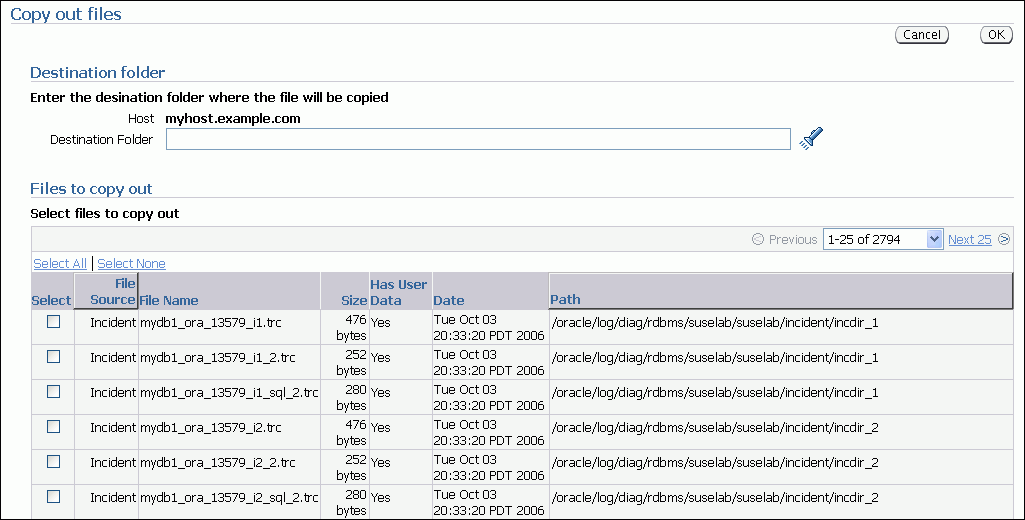 Copy out files
Cancel OK
Destination folder
Enter the desination folder where the file will be copied
Host myhost.example.com
Destination Folder
Files to copy out
Select files to copy out
Previous 1-25 of 2794 Next 25
Select All | Select None
Select File Source File Name Size Has User Data Date Path
Incident mydb1_ora_13579_i1.trc 476 bytes Yes Tue Oct 03 20:33:20 PDT 2006 /oracle/log/diag/rdbms/suselab/suselab/incident/incdir_1
Incident mydb1_ora_13579_i1_2.trc 252 bytes Yes Tue Oct 03 20:33:20 PDT 2006 /oracle/log/diag/rdbms/suselab/suselab/incident/incdir_1
Incident mydb1_ora_13579_i1_sql_2.trc 280 bytes Yes Tue Oct 03 20:33:20 PDT 2006 /oracle/log/diag/rdbms/suselab/suselab/incident/incdir_1
Incident mydb1_ora_13579_i2.trc 476 bytes Yes Tue Oct 03 20:33:20 PDT 2006 /oracle/log/diag/rdbms/suselab/suselab/incident/incdir_2
Incident mydb1_ora_13579_i2_2.trc 252 bytes Yes Tue Oct 03 20:33:20 PDT 2006 /oracle/log/diag/rdbms/suselab/suselab/incident/incdir_2
Incident mydb1_ora_13579_i2_sql_2.trc 280 bytes Yes Tue Oct 03 20:33:20 PDT 2006 /oracle/log/diag/rdbms/suselab/suselab/incident/incdir_2